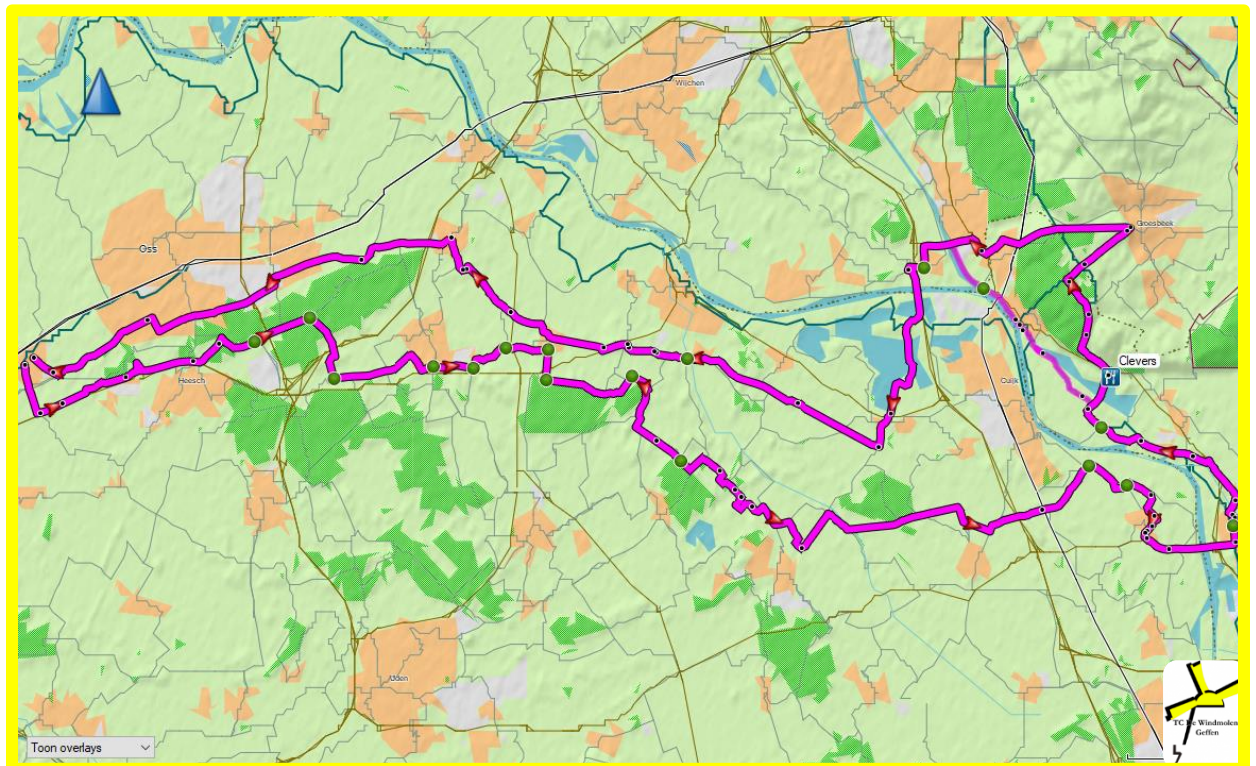 Wijchen
Groesbeek
Oss
Clevers
Heesch
Cuijk
Uden
TC De Windmolen
Geffen
Toon overlays